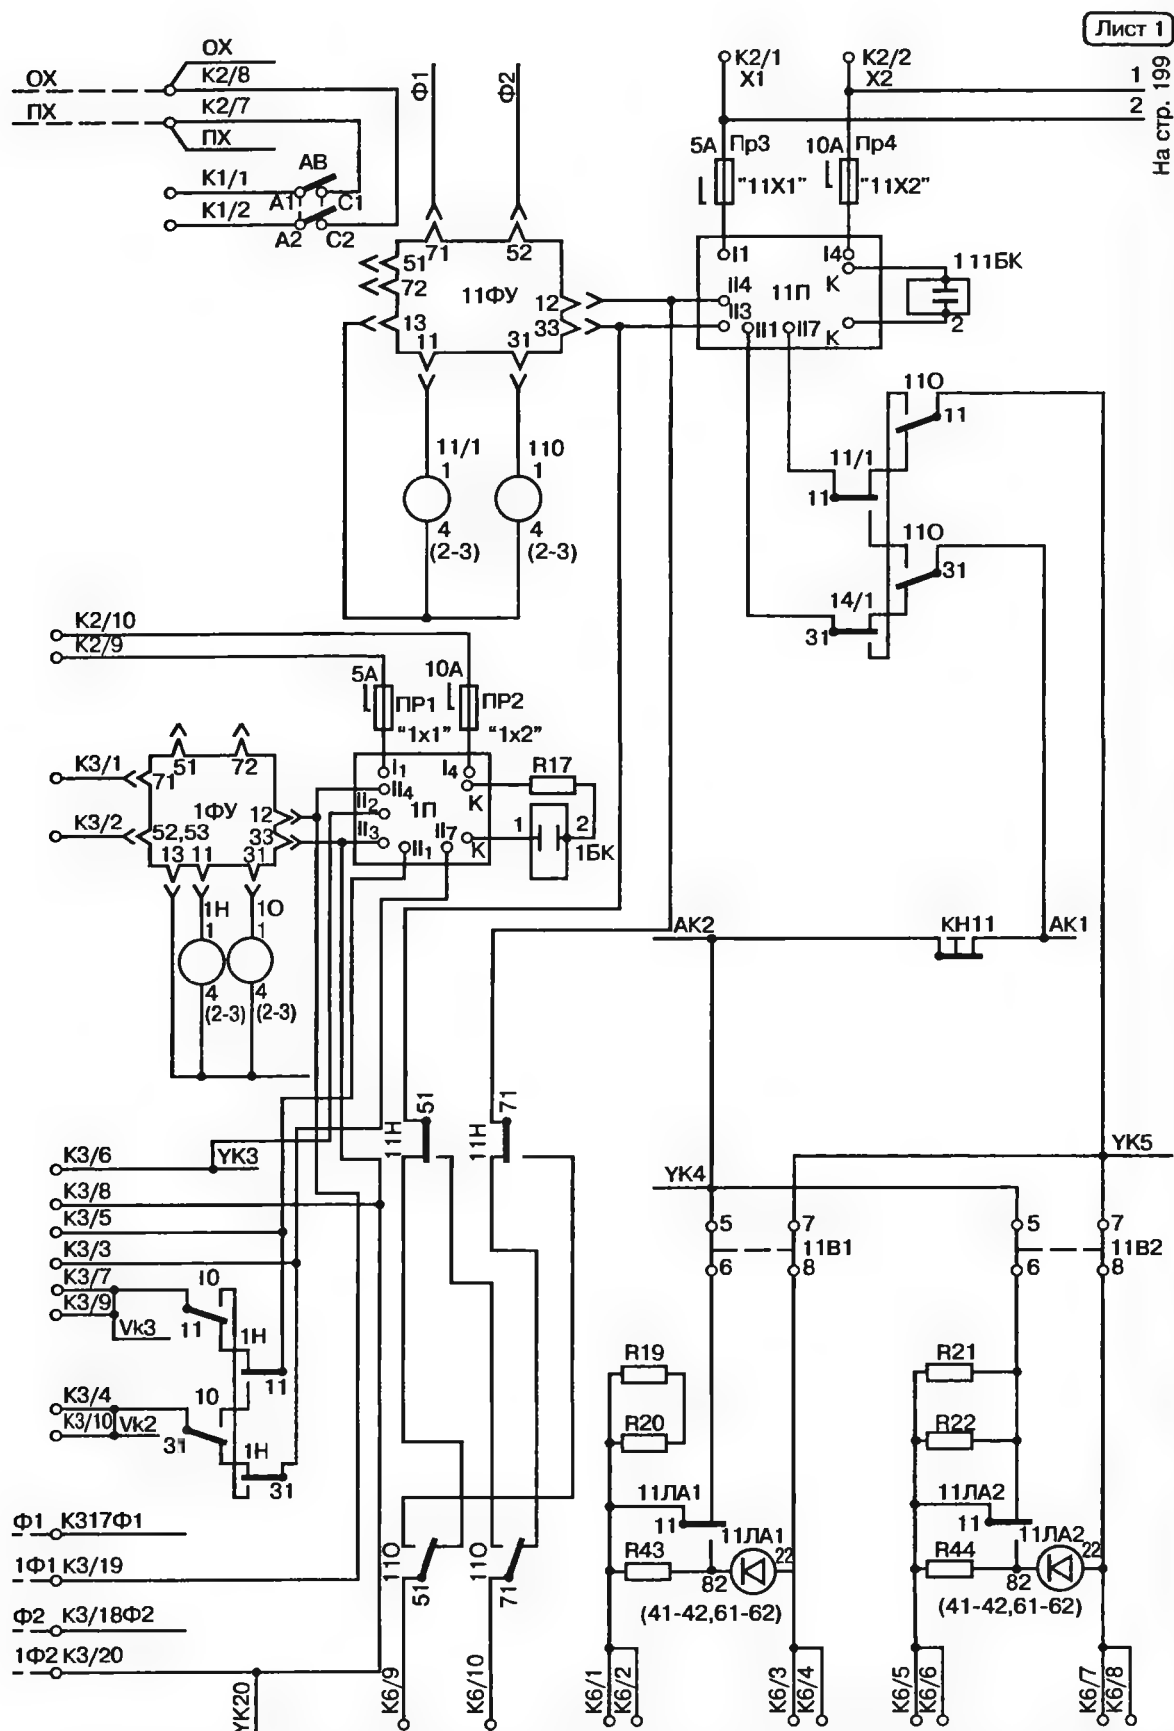 Лист 1
На стр. 199
ОХ
ОХ
К2/8
ПХ
К2/7
ПХ
АВ
К1/1
А1
С1
К1/2
А2
С2
Ф1
Ф2
К2/1
Х1
К2/2
Х2
1
2
5А
Пр3
"11Х1"
10А
Пр4
"11Х2"
71
52
51
72
11ФУ
12
13
33
11
31
I1
I4
К
II4
11П
II3
II1
II7
К
1 11БК
2
11О
11
11/1
11
11О
31
14/1
31
11/1
1
4
(2-3)
110
1
4
(2-3)
К2/10
К2/9
5А
ПР1
"1х1"
10А
ПР2
"1х2"
К3/1
71
51
72
1ФУ
12
К3/2
52,53
33
13
11
31
I1
I4
II4
II2
1П
К
II3
II7
II1
К
R17
1
2
1БК
1Н
1
4
(2-3)
1О
1
4
(2-3)
АК2
КН11
АК1
11Н
51
11Н
71
К3/6
YК3
К3/8
К3/5
К3/3
К3/7
К3/9
Vк3
10
11
1Н
11
К3/4
К3/10
Vк2
10
31
1Н
31
Ф1
К317Ф1
1Ф1
К3/19
Ф2
К3/18Ф2
1Ф2
К3/20
YК20
11О
51
11О
71
К6/9
К6/10
YК5
YК4
5
7
11В1
6
8
5
7
11В2
6
8
R19
R20
11ЛА1
11
11ЛА1
R43
22
82
(41-42,61-62)
R21
R22
11ЛА2
11
11ЛА2
R44
22
82
(41-42,61-62)
К6/1
К6/2
К6/3
К6/4
К6/5
К6/6
К6/7
К6/8